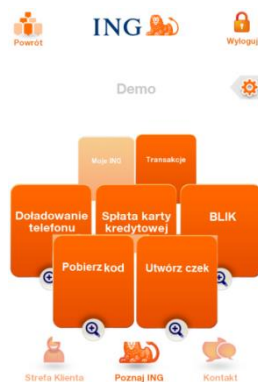 ING
Powrót
Wyloguj
Demo
Moje ING
Transakcje
Doładowanie
telefonu
Spłata karty
kredytowej
BLIK
Pobierz kod
Utwórz czek
Strefa Klienta
Poznaj ING
Kontakt